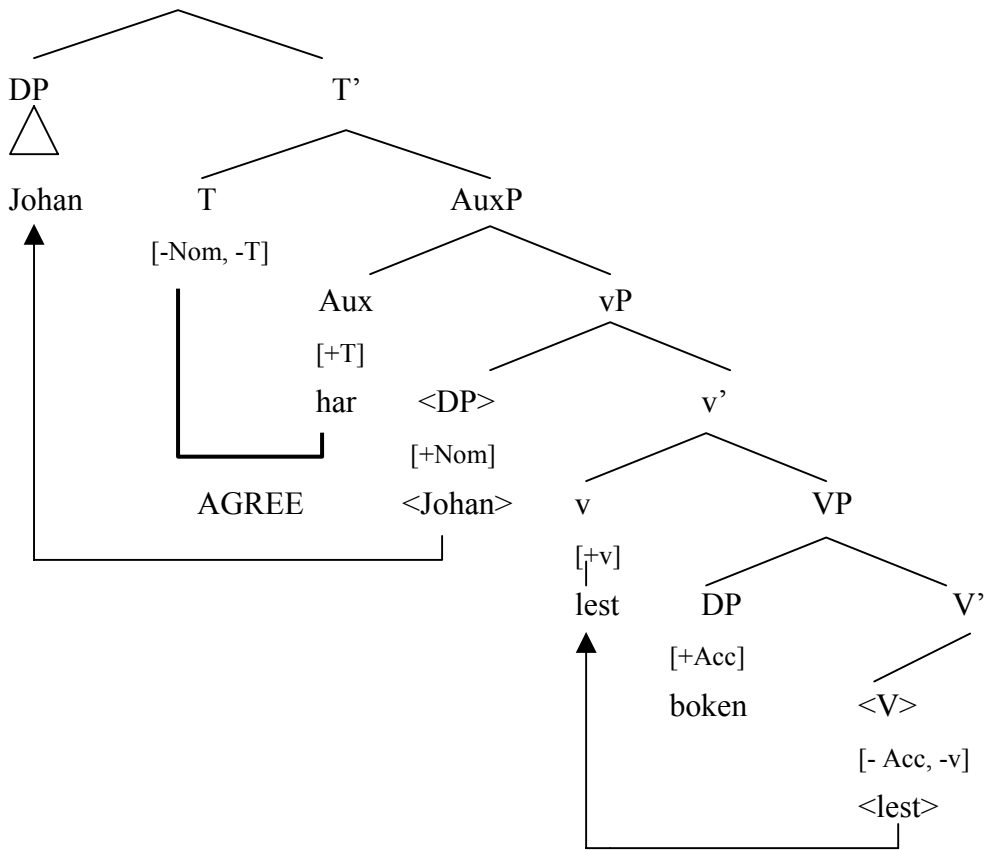 DP T’
Johan T AuxP
[-Nom, -T]
Aux vP
[+T]
har <DP> v’
[+Nom]
AGREE <Johan> v VP
[+v]
lest DP V’
[+Acc]
boken <V>
[- Acc, -v]
<lest>